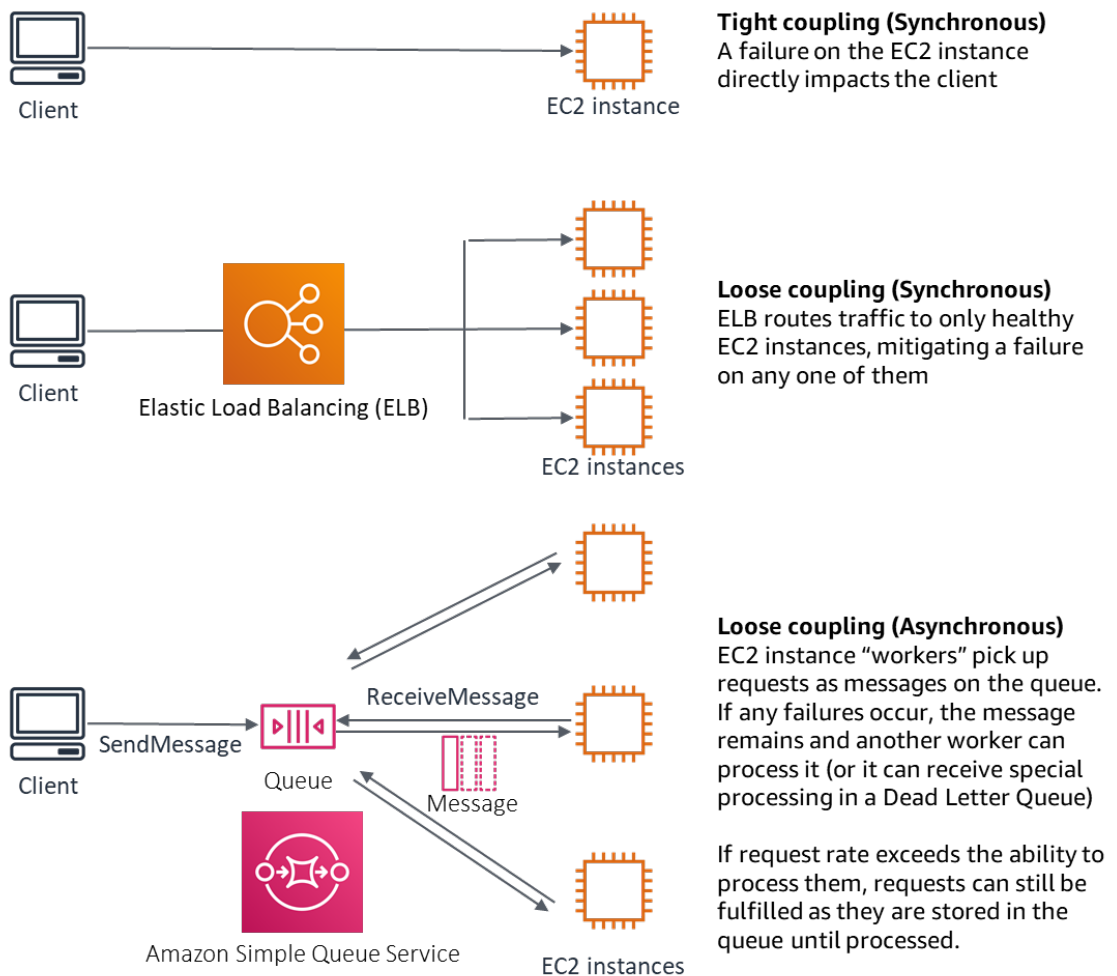 Client
EC2 instance
Tight coupling (Synchronous)
A failure on the EC2 instance
directly impacts the client
Client
Elastic Load Balancing (ELB)
EC2 instances
Loose coupling (Synchronous)
ELB routes traffic to only healthy
EC2 instances, mitigating a failure
on any one of them
Client
SendMessage
Queue
ReceiveMessage
Message
Amazon Simple Queue Service
EC2 instances
Loose coupling (Asynchronous)
EC2 instance “workers” pick up
requests as messages on the queue.
If any failures occur, the message
remains and another worker can
process it (or it can receive special
processing in a Dead Letter Queue)
If request rate exceeds the ability to
process them, requests can still be
fulfilled as they are stored in the
queue until processed.